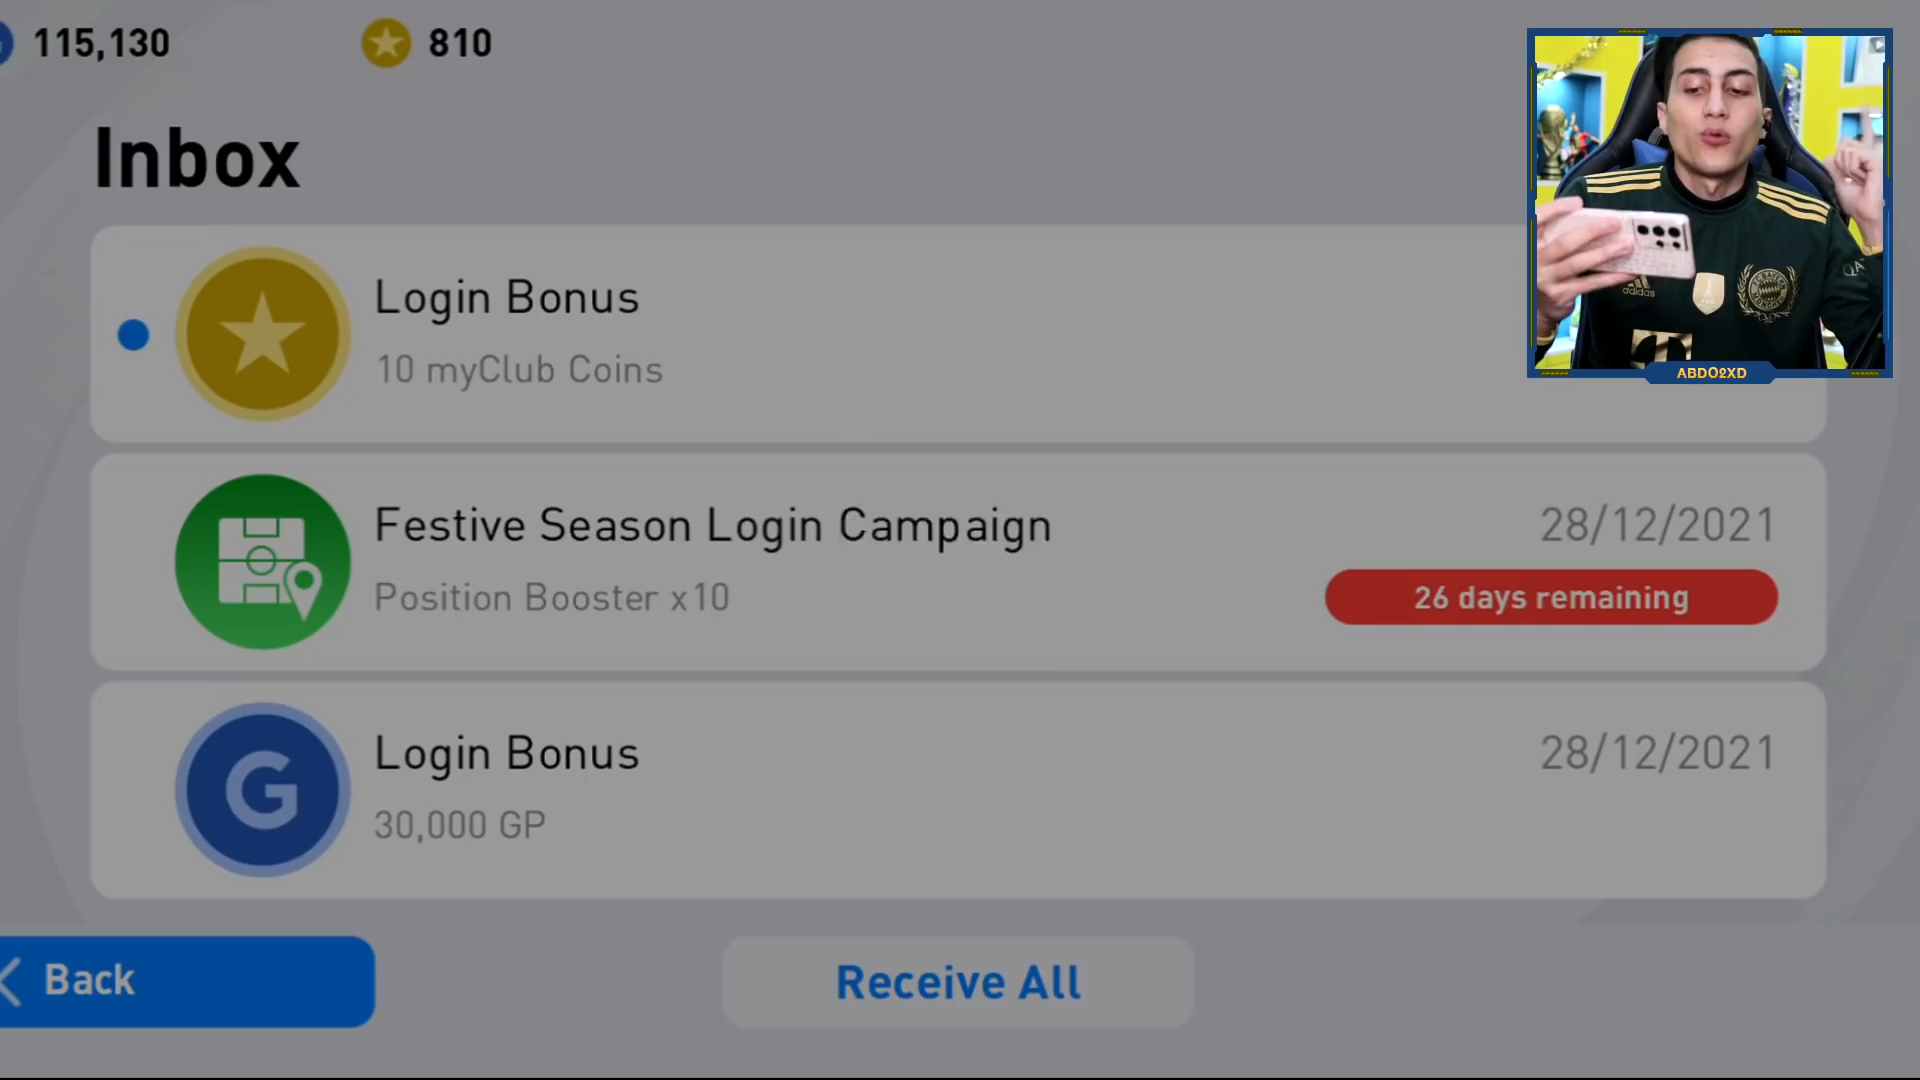 115,130
810
Inbox
Login Bonus
10 myClub Coins
Festive Season Login Campaign
28/12/2021
Position Booster x10
26 days remaining
Login Bonus
28/12/2021
30,000 GP
Back
Receive All
adidas
T
ABDO2XD